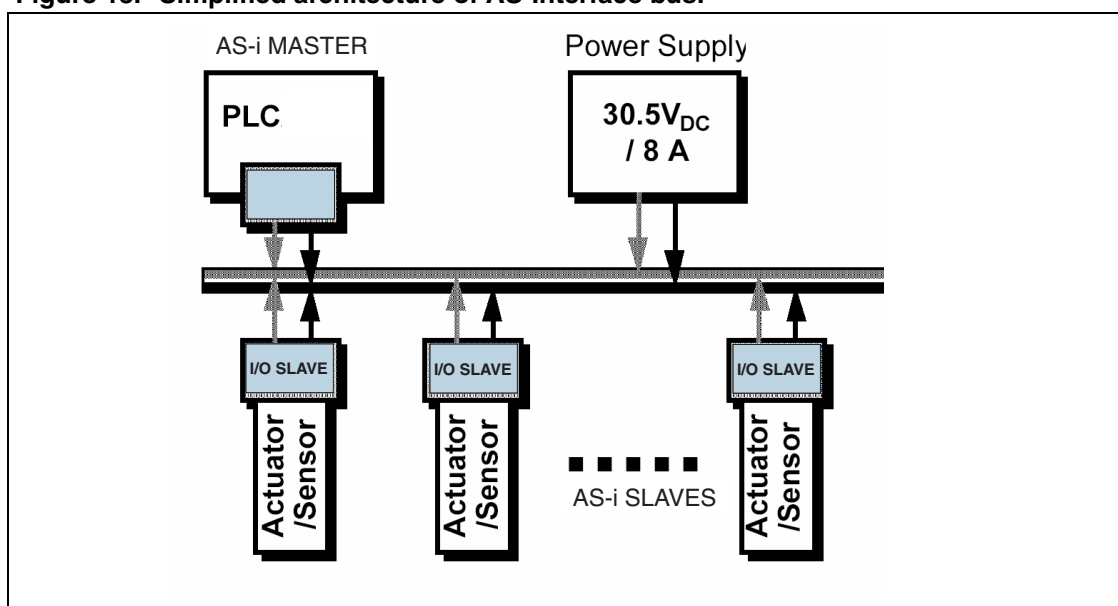 Figure 10. Simplified architecture of AS-interface bus.
AS-i MASTER
Power Supply
PLC
30.5VDC
/ 8 A
I/O SLAVE
I/O SLAVE
I/O SLAVE
Actuator
/Sensor
Actuator
/Sensor
Actuator
/Sensor
AS-i SLAVES